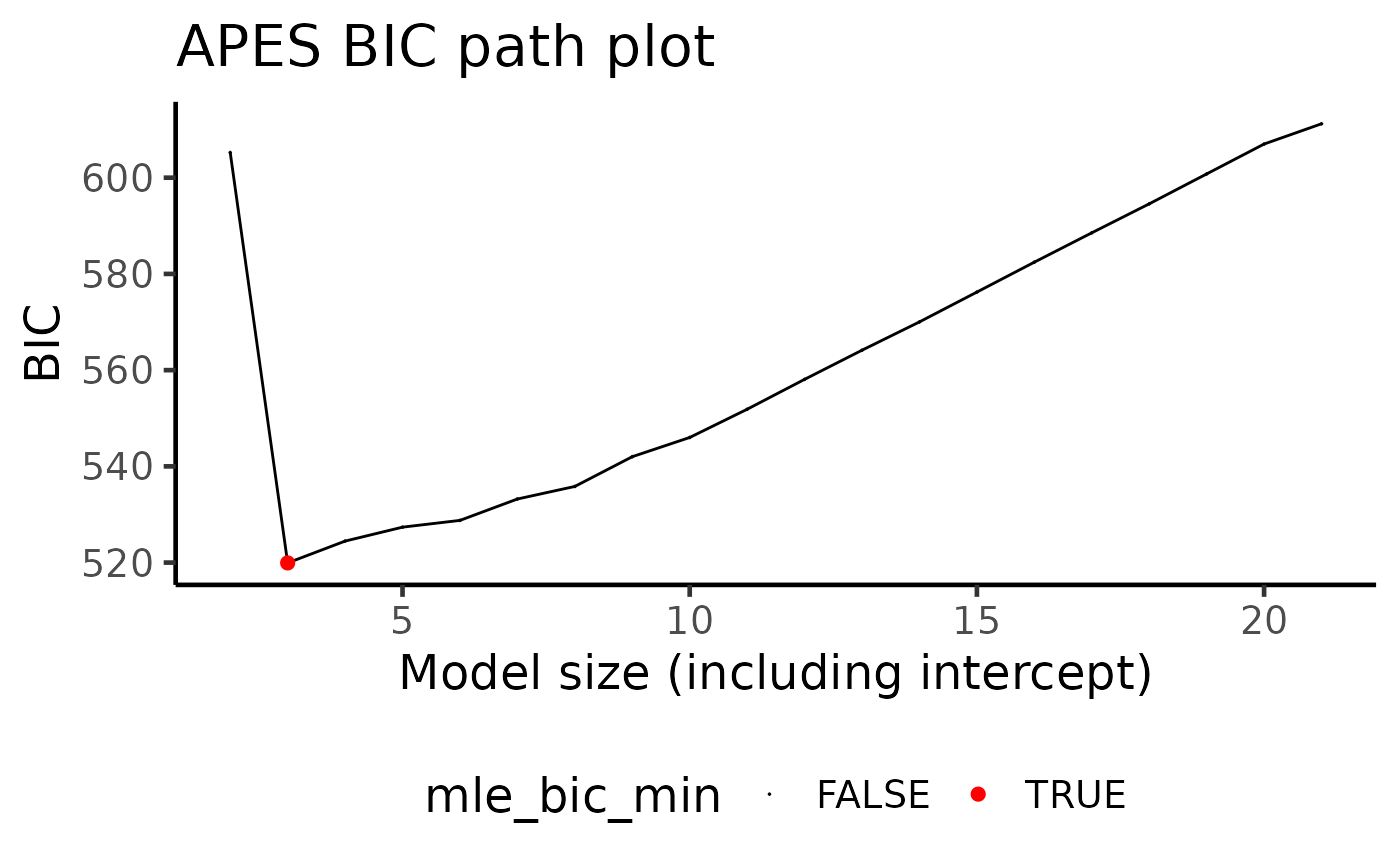 APES BIC path plot
600
580
560
540
520
BIC
5 10 15 20
Model size (including intercept)
mle_bic_min FALSE TRUE